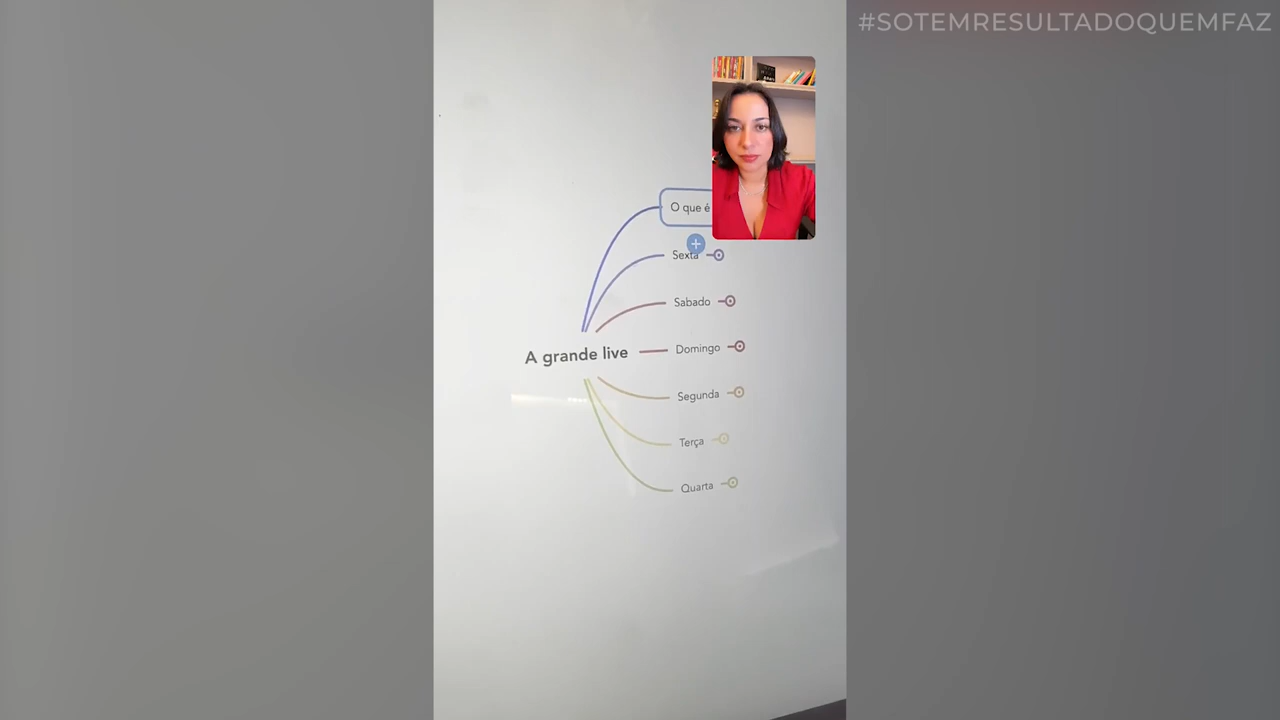 #SOTEMRESULTADOQUEMFAZ
O que é
Sexta
Sabado
A grande live
Domingo
Segunda
Terça
Quarta